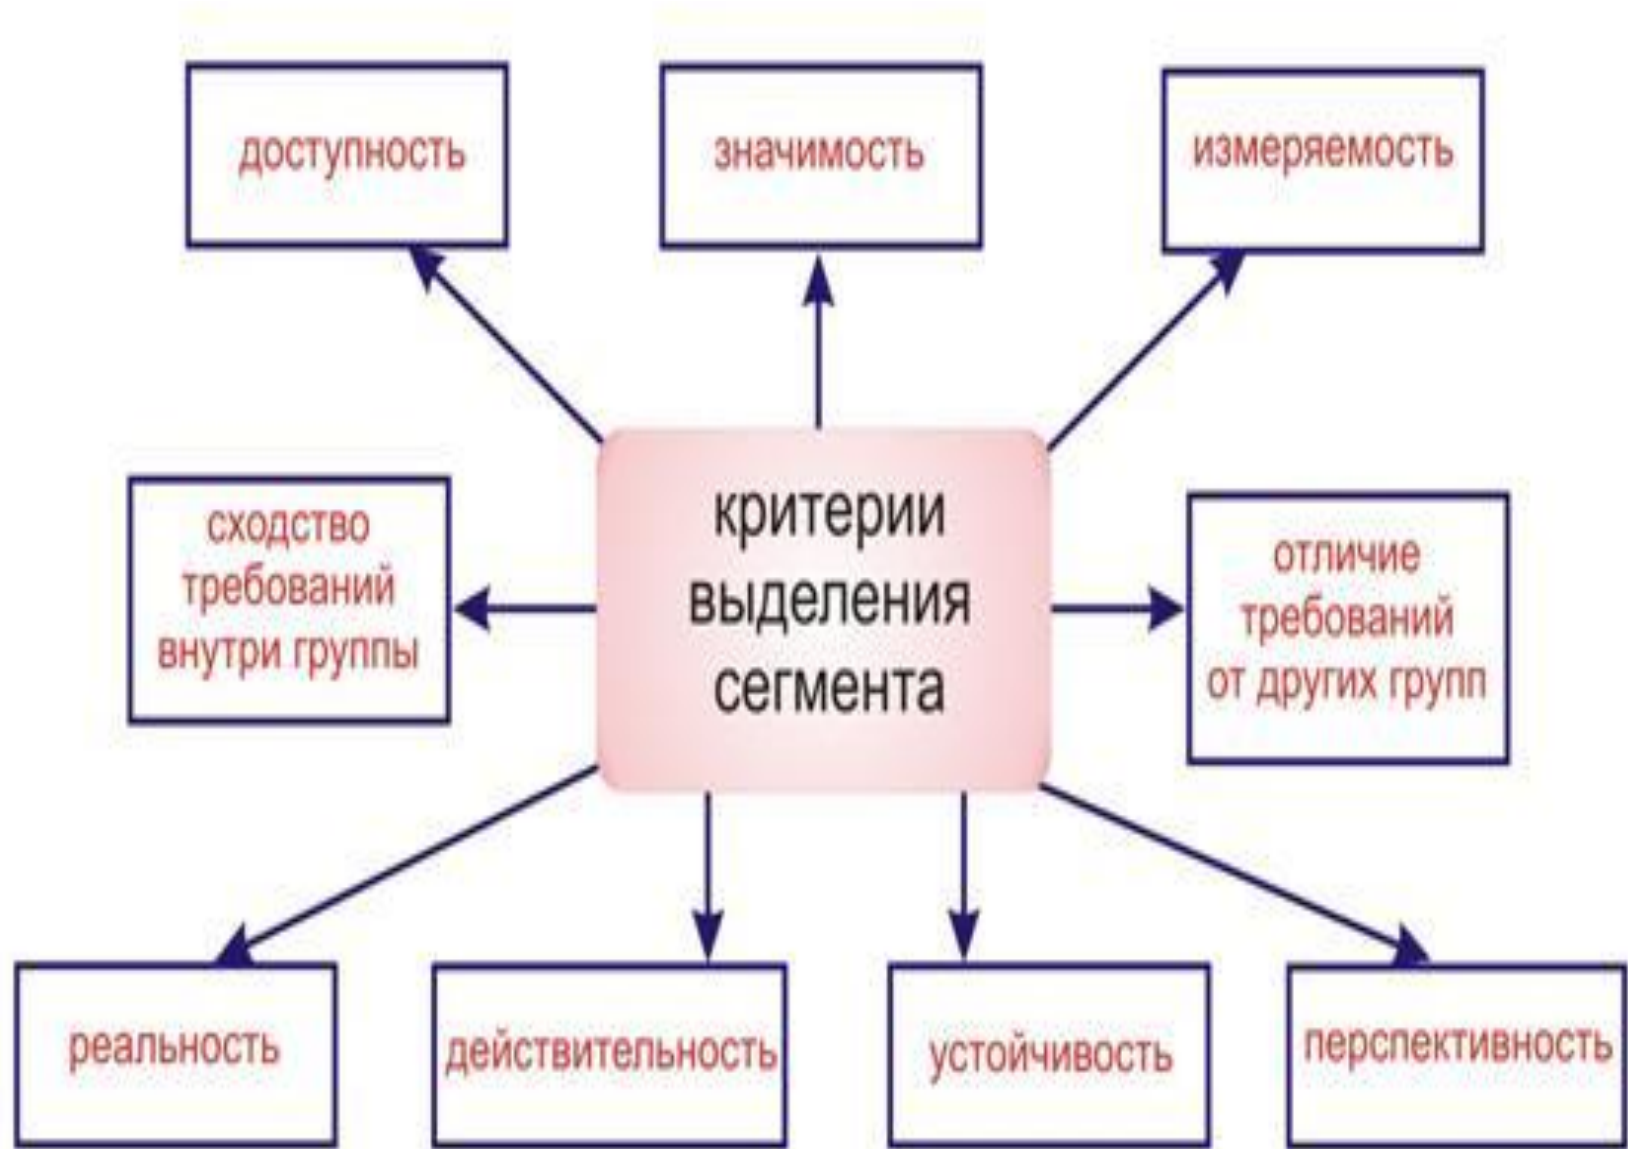 доступность
значимость
измеряемость
сходство
требований
внутри группы
критерии
выделения
сегмента
отличие
требований
от других групп
реальность
действительность
устойчивость
перспективность